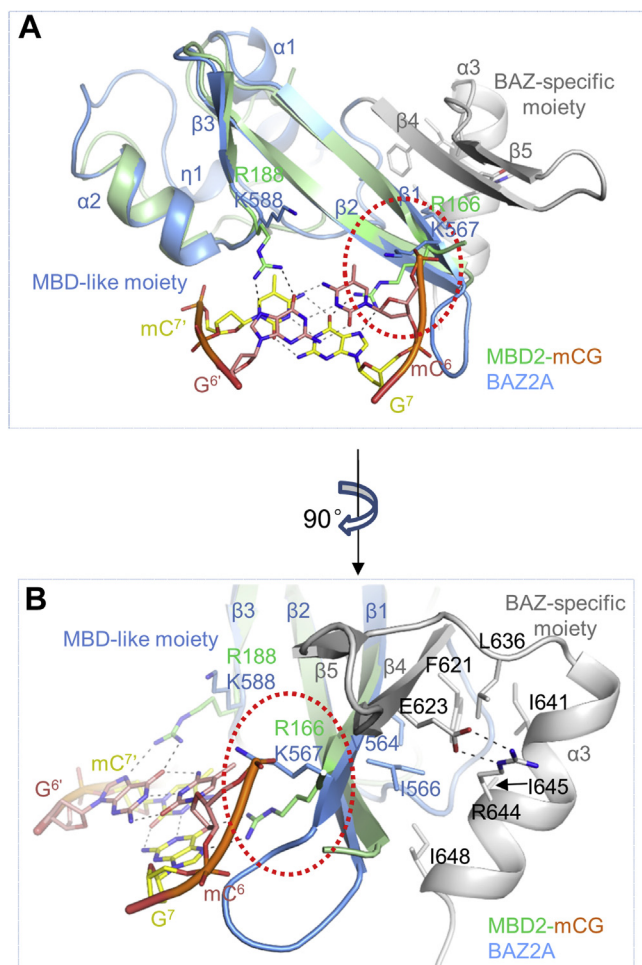 A
α1
α3
BAZ-specific
moiety
β4
β3
β5
η1
R188
K588
α2
β1
R166
β2
K567
MBD-like moiety
mC7'
MBD2-mCG
mC6
BAZ2A
G6'
G7
90°
B
β3
β2
β1
BAZ-specific
moiety
MBD-like moiety
β5
β4
L636
R188
K588
F621
E623
I641
R166
K567
564
α3
mC7'
G6'
I566
I645
R644
I648
mC6
G7
MBD2-mCG
BAZ2A